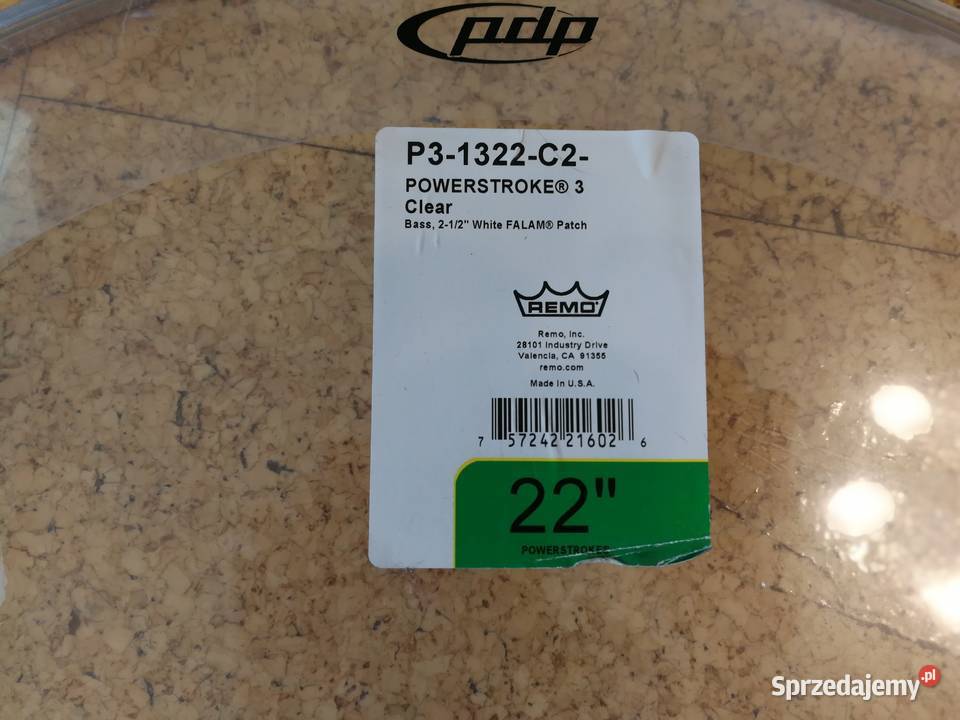 pdp
P3-1322-C2-
POWERSTROKE® 3
Clear
Bass, 2-1/2" White FALAM® Patch
REMO
Remo, Inc.
28101 Industry Drive
Valencia, CA 91355
remo.com
Made in U.S.A.
7 57242 21602 6
22"
POWERSTROKE®
Sprzedajemy.pl